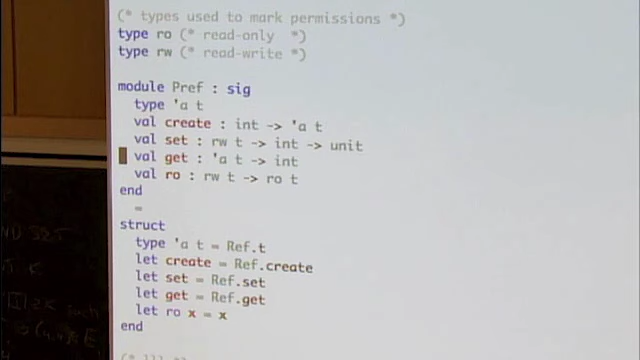 (* types used to mark permissions *)
type ro (* read-only  *)
type rw (* read-write *)
module Pref : sig
type 'a t
val create : int -> 'a t
val set : rw t -> int -> unit
val get : 'a t -> int
val ro : rw t -> ro t
end
=
struct
type 'a t = Ref.t
let create = Ref.create
let set = Ref.set
let get = Ref.get
let ro x = x
end